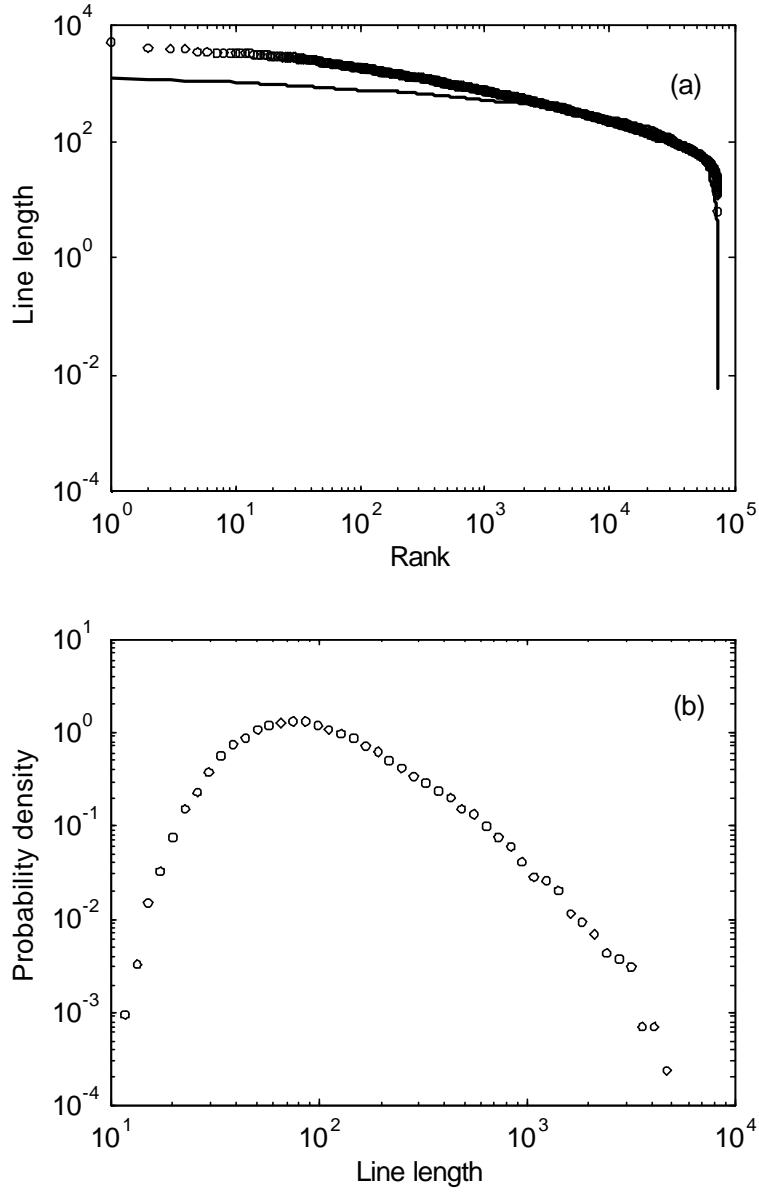 10^4
10^2
10^0
10^-2
10^-4
Line length
(a)
10^0 10^1 10^2 10^3 10^4 10^5
Rank
10^1
10^0
10^-1
10^-2
10^-3
10^-4
Probability density
(b)
10^1 10^2 10^3 10^4
Line length